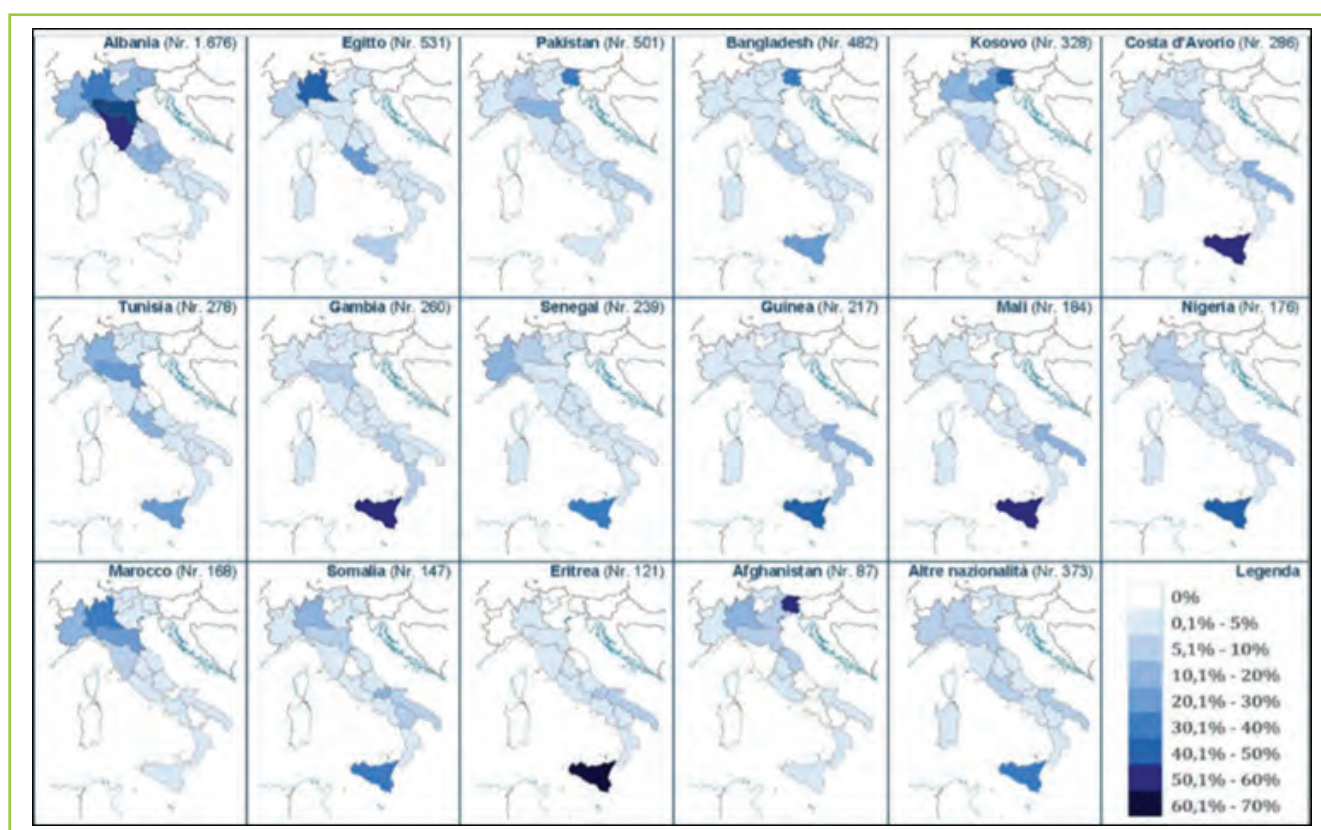 Albania (Nr. 1.676)
Egitto (Nr. 531)
Pakistan (Nr. 501)
Bangladesh (Nr. 482)
Kosovo (Nr. 328)
Costa d'Avorio (Nr. 286)
Tunisia (Nr. 278)
Gambia (Nr. 260)
Senegal (Nr. 239)
Guinea (Nr. 217)
Mali (Nr. 184)
Nigeria (Nr. 176)
Marocco (Nr. 168)
Somalia (Nr. 147)
Eritrea (Nr. 121)
Afghanistan (Nr. 87)
Altre nazionalità (Nr. 373)
Legenda
0%
0,1% - 5%
5,1% - 10%
10,1% - 20%
20,1% - 30%
30,1% - 40%
40,1% - 50%
50,1% - 60%
60,1% - 70%